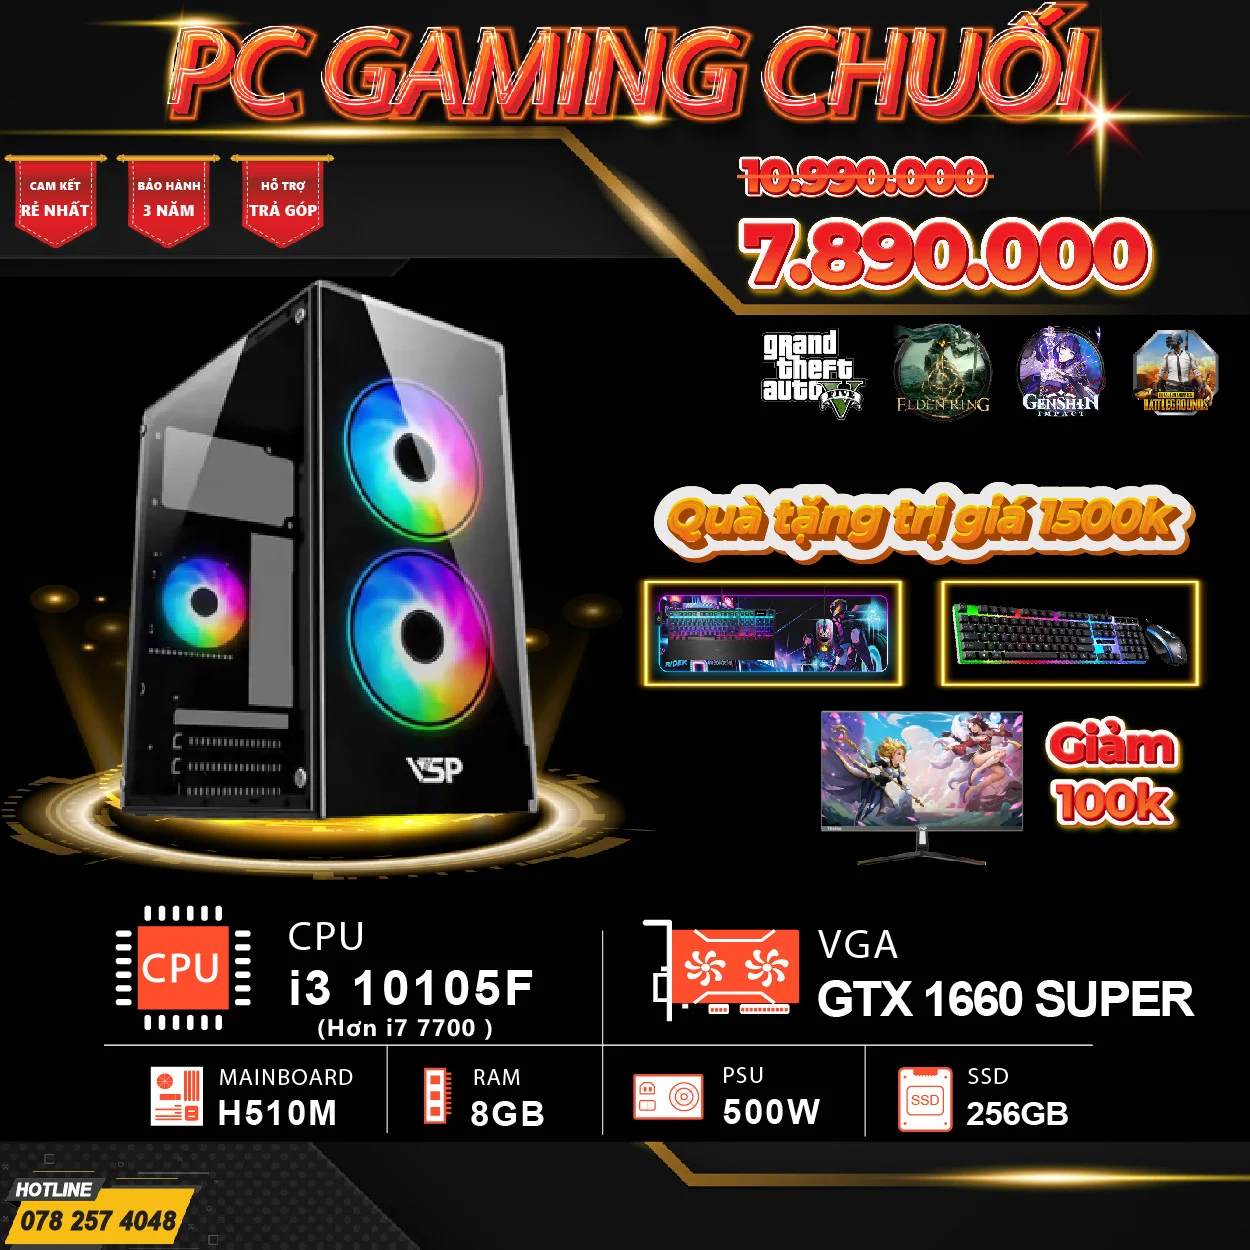 PC GAMING CHUỐI
CAM KẾT
RẺ NHẤT
BẢO HÀNH
3 NĂM
HỖ TRỢ
TRẢ GÓP
10.990.000
7.890.000
grand
theft
auto
FIVE
ELDEN RING
GENSHIN
IMPACT
BATTLEGROUNDS
Quà tặng trị giá 1500k
Giảm
100k
VSP
CPU
CPU
i3 10105F
(Hơn i7 7700 )
VGA
GTX 1660 SUPER
MAINBOARD
H510M
RAM
8GB
PSU
500W
SSD
SSD
256GB
HOTLINE
078 257 4048